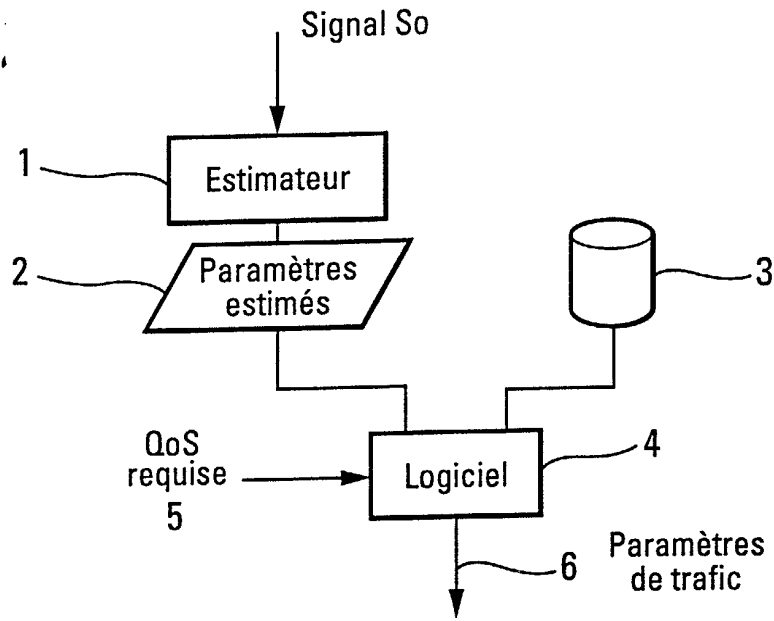 Signal So
1
Estimateur
2
Paramètres
estimés
3
QoS
requise
5
Logiciel
4
6
Paramètres
de trafic